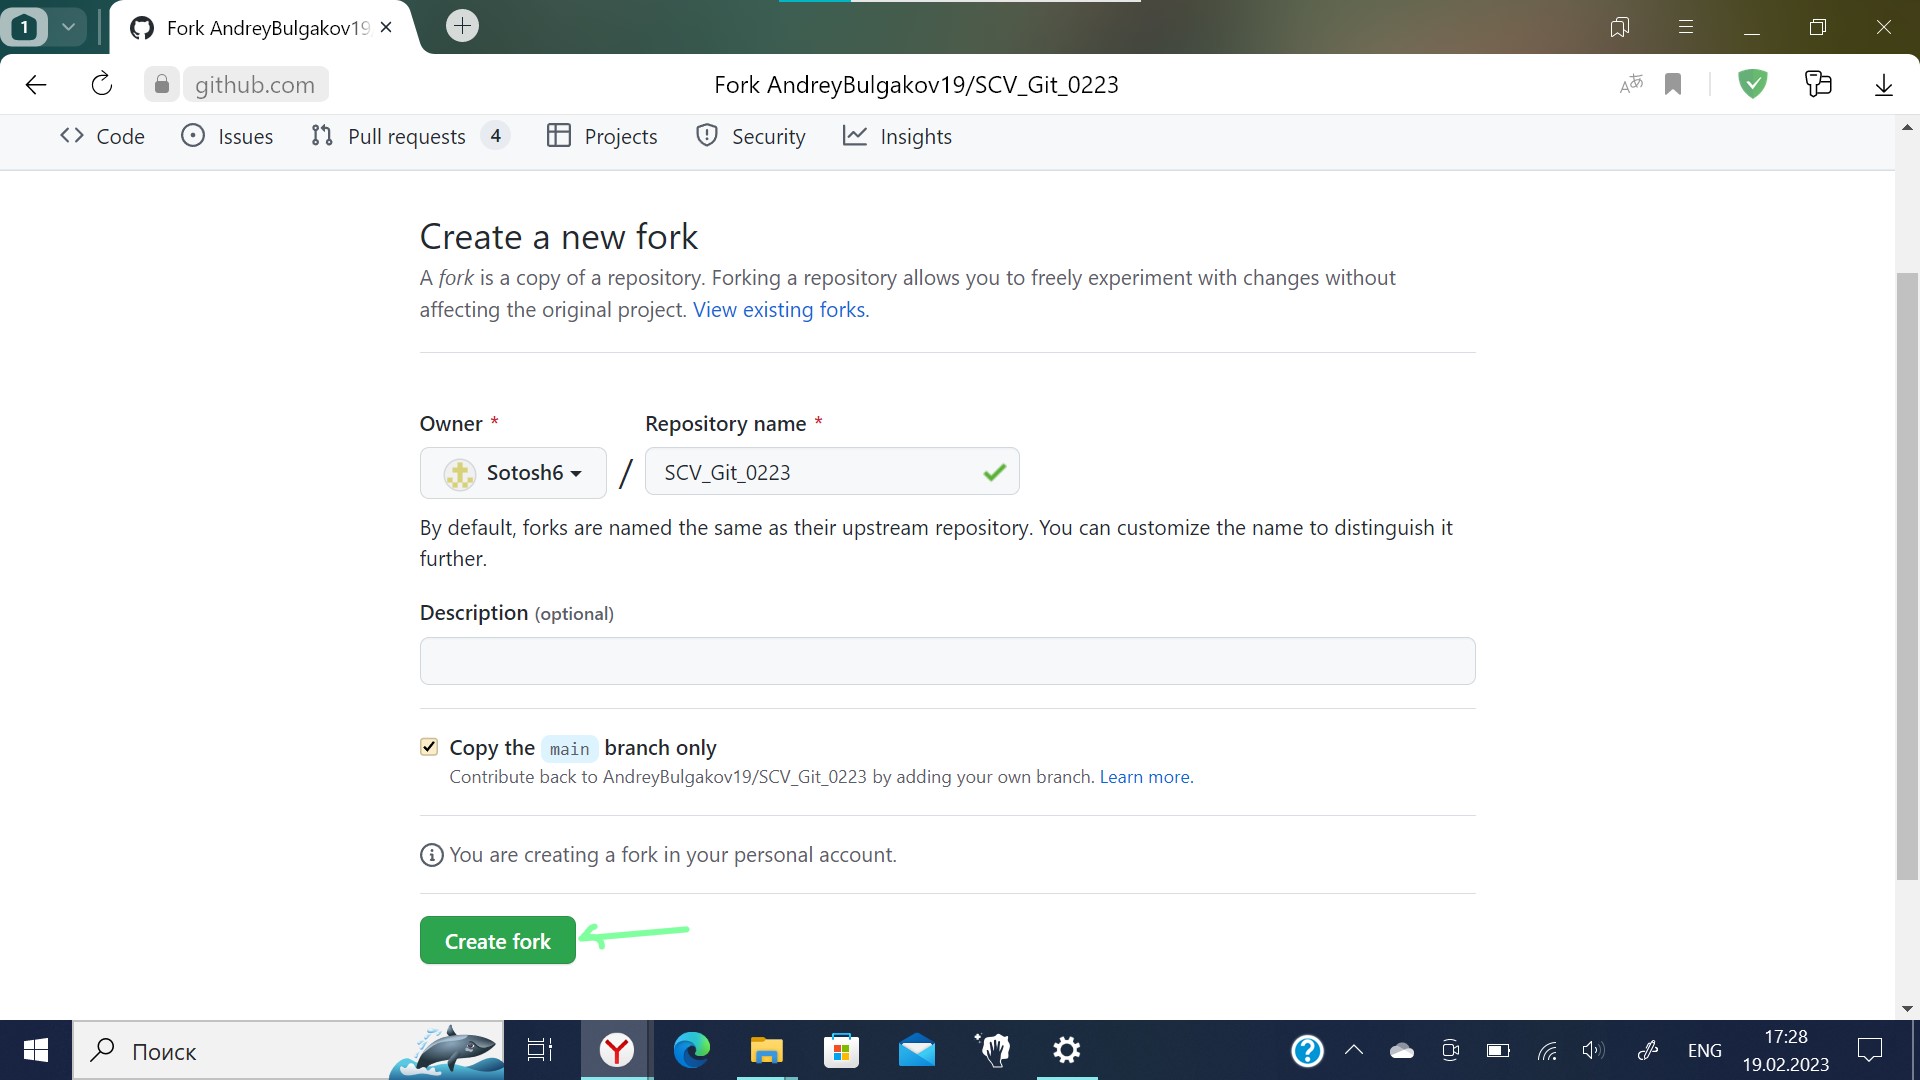 1
Fork AndreyBulgakov19
github.com
Fork AndreyBulgakov19/SCV_Git_0223
Code
Issues
Pull requests 4
Projects
Security
Insights
Create a new fork
A fork is a copy of a repository. Forking a repository allows you to freely experiment with changes without
affecting the original project. View existing forks.
Owner *
Repository name *
Sotosh6
/
SCV_Git_0223
By default, forks are named the same as their upstream repository. You can customize the name to distinguish it
further.
Description (optional)
Copy the main branch only
Contribute back to AndreyBulgakov19/SCV_Git_0223 by adding your own branch. Learn more.
You are creating a fork in your personal account.
Create fork
Поиск
ENG
17:28
19.02.2023